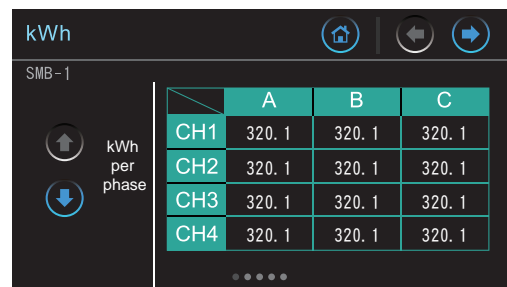 kWh
SMB-1
kWh
per
phase
A B C
CH1 320.1 320.1 320.1
CH2 320.1 320.1 320.1
CH3 320.1 320.1 320.1
CH4 320.1 320.1 320.1